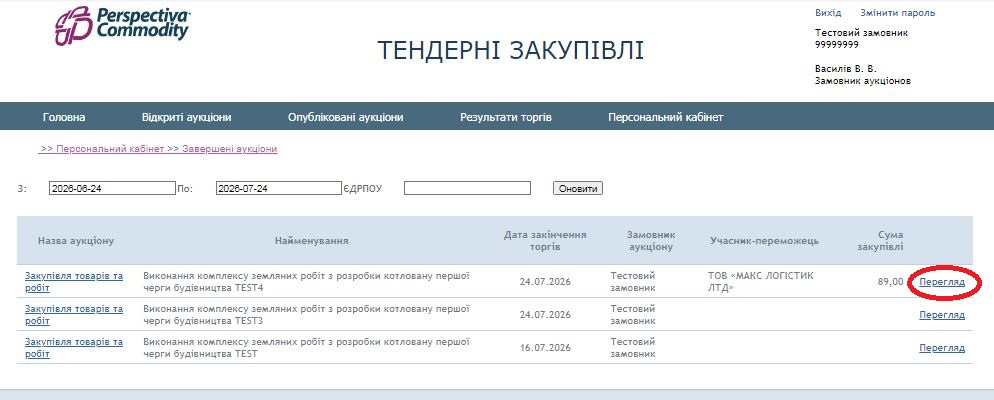 Perspectiva
Commodity
ТЕНДЕРНІ ЗАКУПІВЛІ
Вихід Змінити пароль
Тестовий замовник
99999999
Василів В. В.
Замовник аукціонов
Головна Відкриті аукціони Опубліковані аукціони Результати торгів Персональний кабінет
>> Персональний кабінет >> Завершені аукціони
З: 2026-06-24 По: 2026-07-24 ЄДРПОУ Оновити
Назва аукціону Найменування Дата закінчення торгів Замовник аукціону Учасник-переможець Сума закупівлі
Закупівля товарів та Виконання комплексу земляних робіт з розробки котловану першої Тестовий ТОВ «МАКС ЛОГІСТИК
робіт черги будівництва TEST4 24.07.2026 замовник ЛТД» 89,00 Перегляд
Закупівля товарів та Виконання комплексу земляних робіт з розробки котловану першої Тестовий
робіт черги будівництва TEST3 24.07.2026 замовник Перегляд
Закупівля товарів та Виконання комплексу земляних робіт з розробки котловану першої Тестовий
робіт черги будівництва TEST 16.07.2026 замовник Перегляд